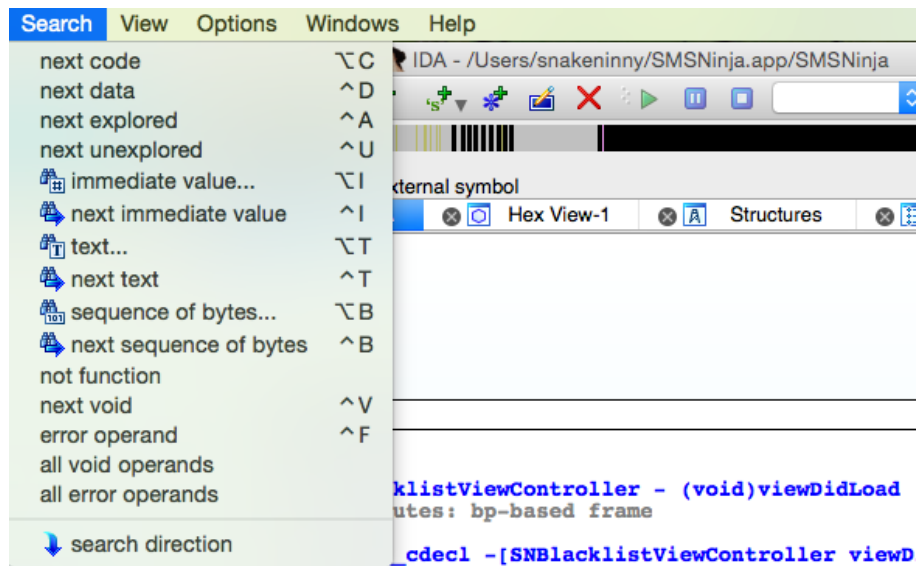 Search View Options Windows Help
next code ⌥C
IDA - /Users/snakeninny/SMSNinja.app/SMSNinja
next data ^D
's'
next explored ^A
next unexplored ^U
# immediate value... ⌥I
xternal symbol
next immediate value ^I
Hex View-1 A Structures
T text... ⌥T
next text ^T
101 sequence of bytes... ⌥B
next sequence of bytes ^B
not function
next void ^V
error operand ^F
all void operands
all error operands
klistViewController - (void)viewDidLoad
utes: bp-based frame
search direction
_cdecl -[SNBlacklistViewController viewD